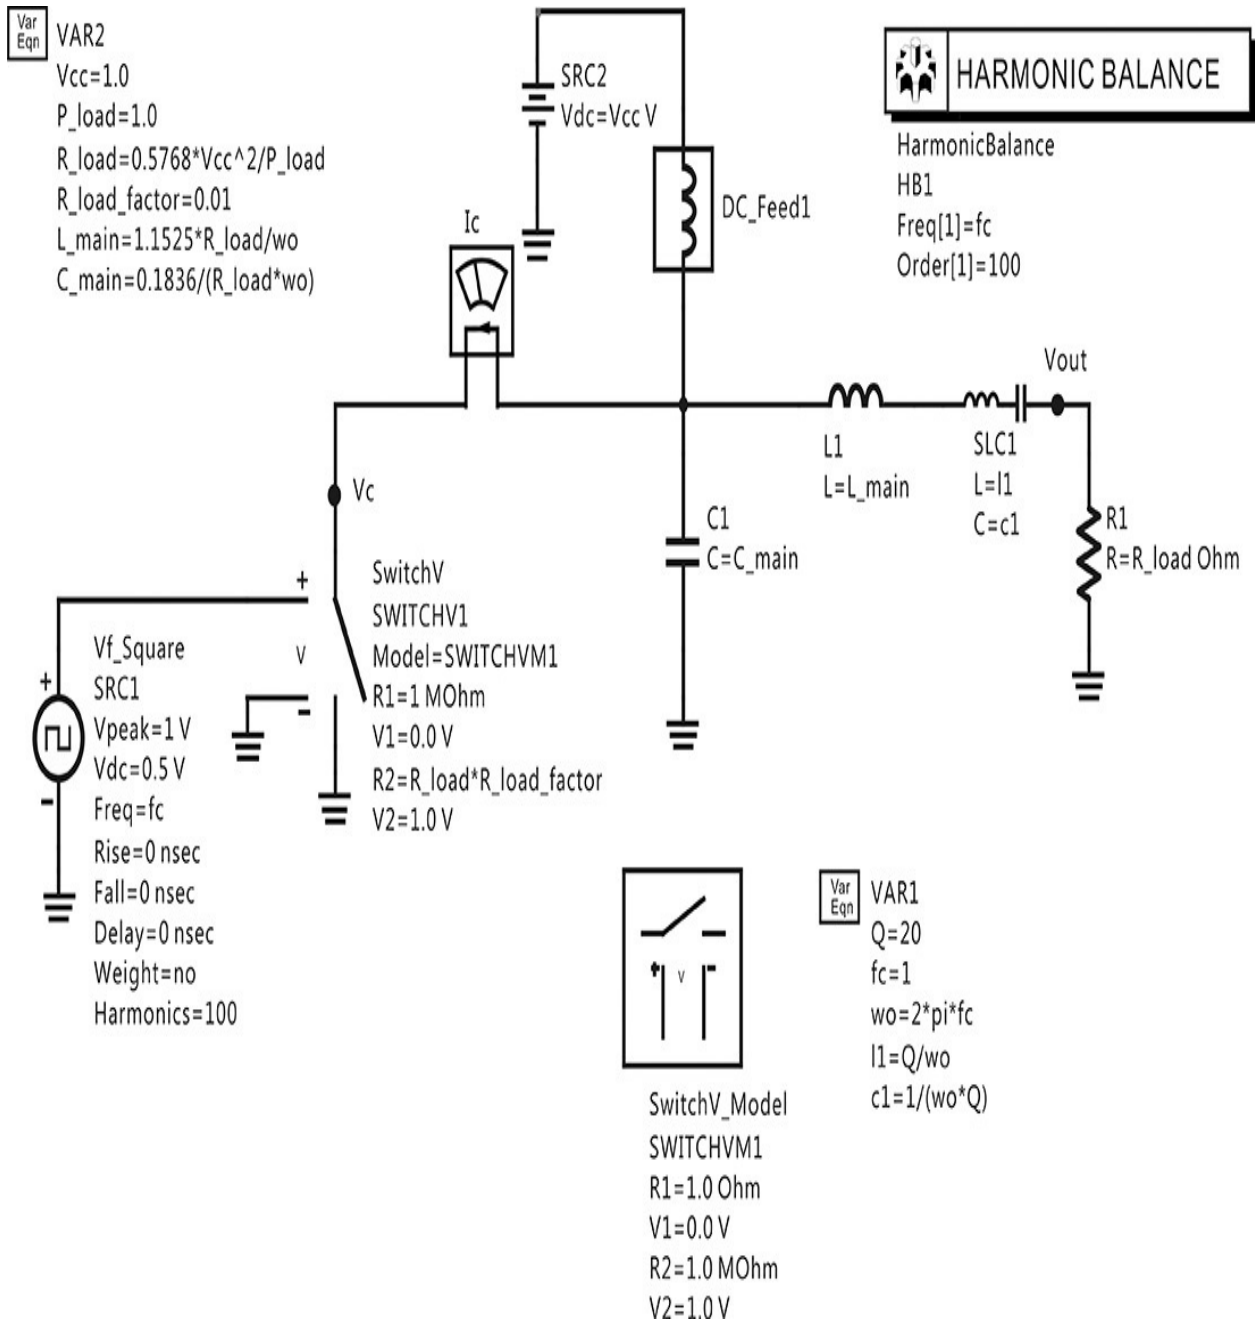 Var
Eqn
VAR2
Vcc=1.0
P_load=1.0
R_load=0.5768*Vcc^2/P_load
R_load_factor=0.01
L_main=1.1525*R_load/wo
C_main=0.1836/(R_load*wo)
SRC2
Vdc=Vcc V
DC_Feed1
HARMONIC BALANCE
HarmonicBalance
HB1
Freq[1]=fc
Order[1]=100
Ic
Vc
L1
L=L_main
SLC1
L=l1
C=c1
Vout
C1
C=C_main
R1
R=R_load Ohm
+
V
-
SwitchV
SWITCHV1
Model=SWITCHVM1
R1=1 MOhm
V1=0.0 V
R2=R_load*R_load_factor
V2=1.0 V
+
-
Vf_Square
SRC1
Vpeak=1 V
Vdc=0.5 V
Freq=fc
Rise=0 nsec
Fall=0 nsec
Delay=0 nsec
Weight=no
Harmonics=100
+ V -
SwitchV_Model
SWITCHVM1
R1=1.0 Ohm
V1=0.0 V
R2=1.0 MOhm
V2=1.0 V
Var
Eqn
VAR1
Q=20
fc=1
wo=2*pi*fc
l1=Q/wo
c1=1/(wo*Q)